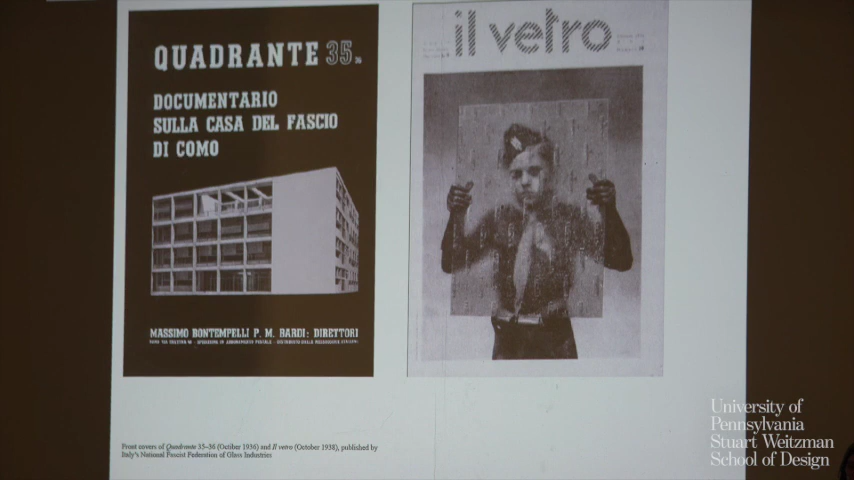 QUADRANTE 35
DOCUMENTARIO
SULLA CASA DEL FASCIO
DI COMO
MASSIMO BONTEMPELLI P. M. BARDI: DIRETTORI
il vetro
Front covers of Quadrante 35–36 (October 1936) and Il vetro (October 1938), published by
Italy's National Fascist Federation of Glass Industries
University of
Pennsylvania
Stuart Weitzman
School of Design